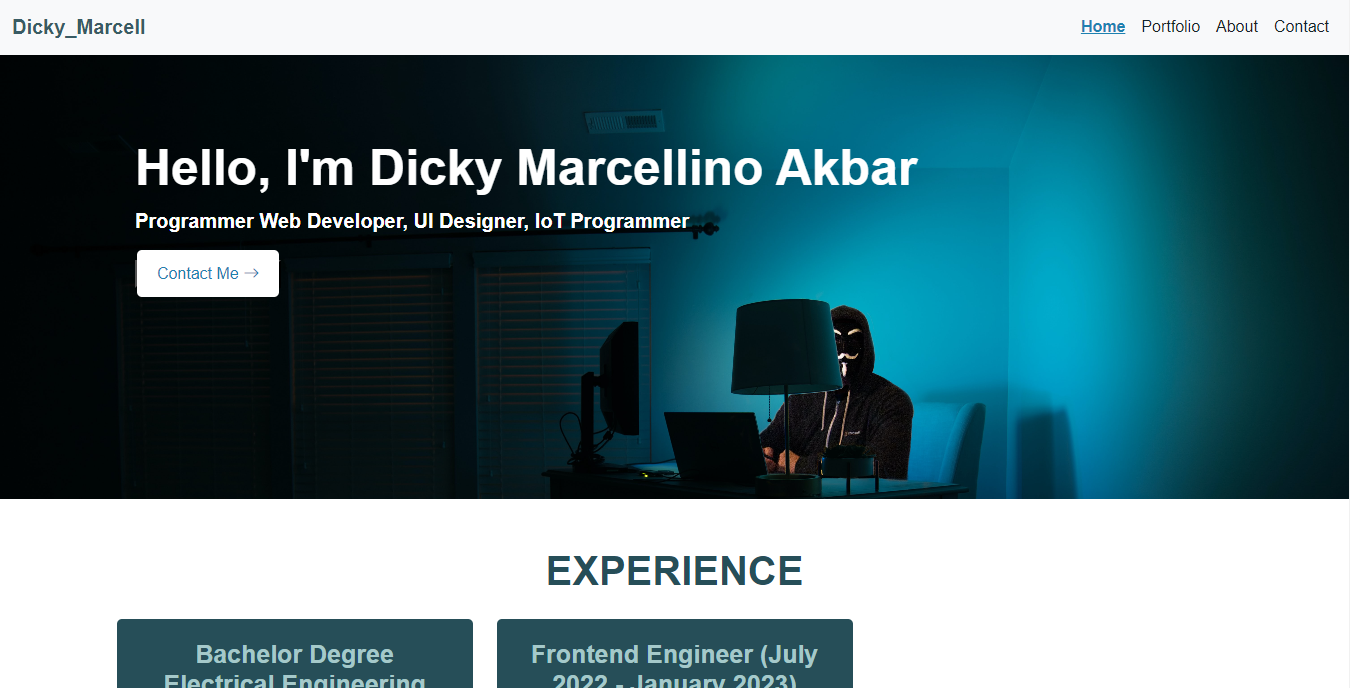 Dicky_Marcell
Home Portfolio About Contact
Hello, I'm Dicky Marcellino Akbar
Programmer Web Developer, UI Designer, IoT Programmer
Contact Me →
EXPERIENCE
Bachelor Degree
Electrical Engineering
Frontend Engineer (July
2022 - January 2023)